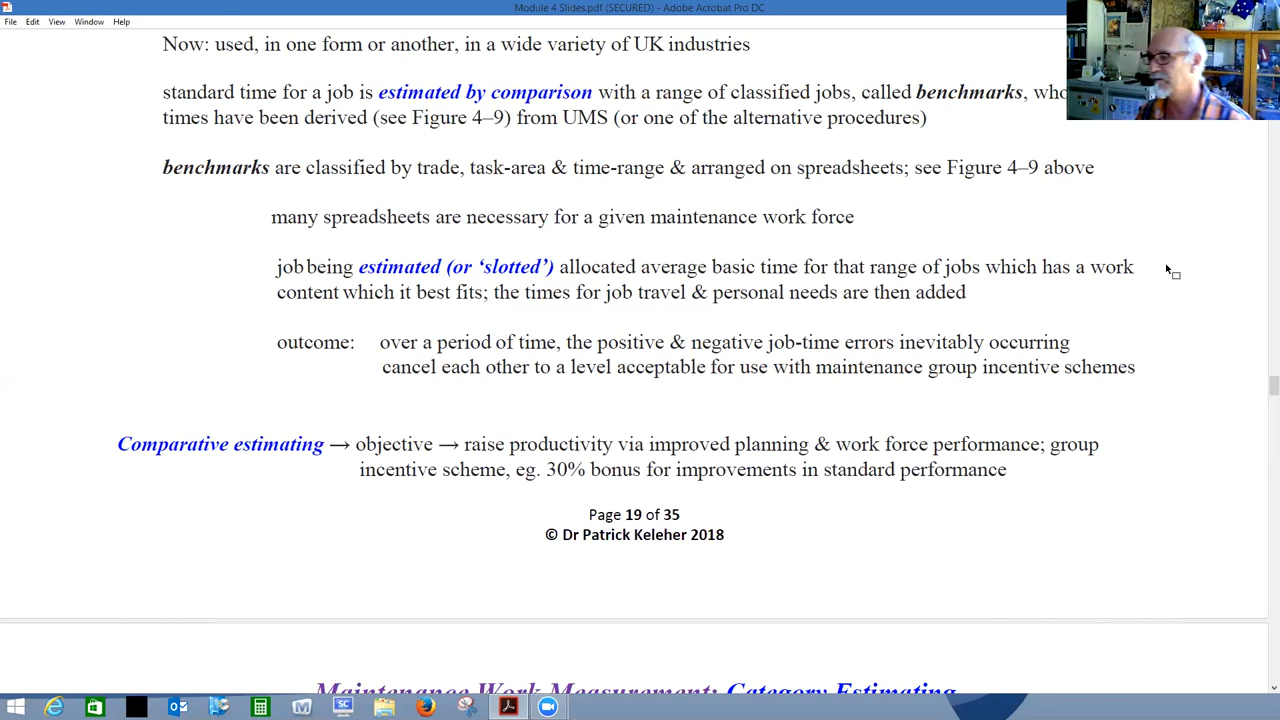 Module 4 Slides.pdf (SECURED) - Adobe Acrobat Pro DC
File Edit View Window Help
Now: used, in one form or another, in a wide variety of UK industries
standard time for a job is estimated by comparison with a range of classified jobs, called benchmarks,
times have been derived (see Figure 4–9) from UMS (or one of the alternative procedures)
benchmarks are classified by trade, task-area & time-range & arranged on spreadsheets; see Figure 4–9 above
many spreadsheets are necessary for a given maintenance work force
job being estimated (or ‘slotted’) allocated average basic time for that range of jobs which has a work
content which it best fits; the times for job travel & personal needs are then added
outcome: over a period of time, the positive & negative job-time errors inevitably occurring
cancel each other to a level acceptable for use with maintenance group incentive schemes
Comparative estimating → objective → raise productivity via improved planning & work force performance; group
incentive scheme, eg. 30% bonus for improvements in standard performance
Page 19 of 35
© Dr Patrick Keleher 2018
Maintenance Work Measurement: Category Estimating